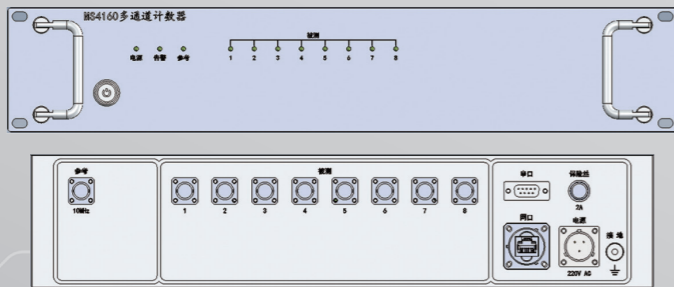 HS4160多通道计数器
被测
电源 告警 参考
1 2 3 4 5 6 7 8
参考
10MHz
被测
1 2 3 4 5 6 7 8
串口
保险丝
2A
网口
电源
接地
220V AC